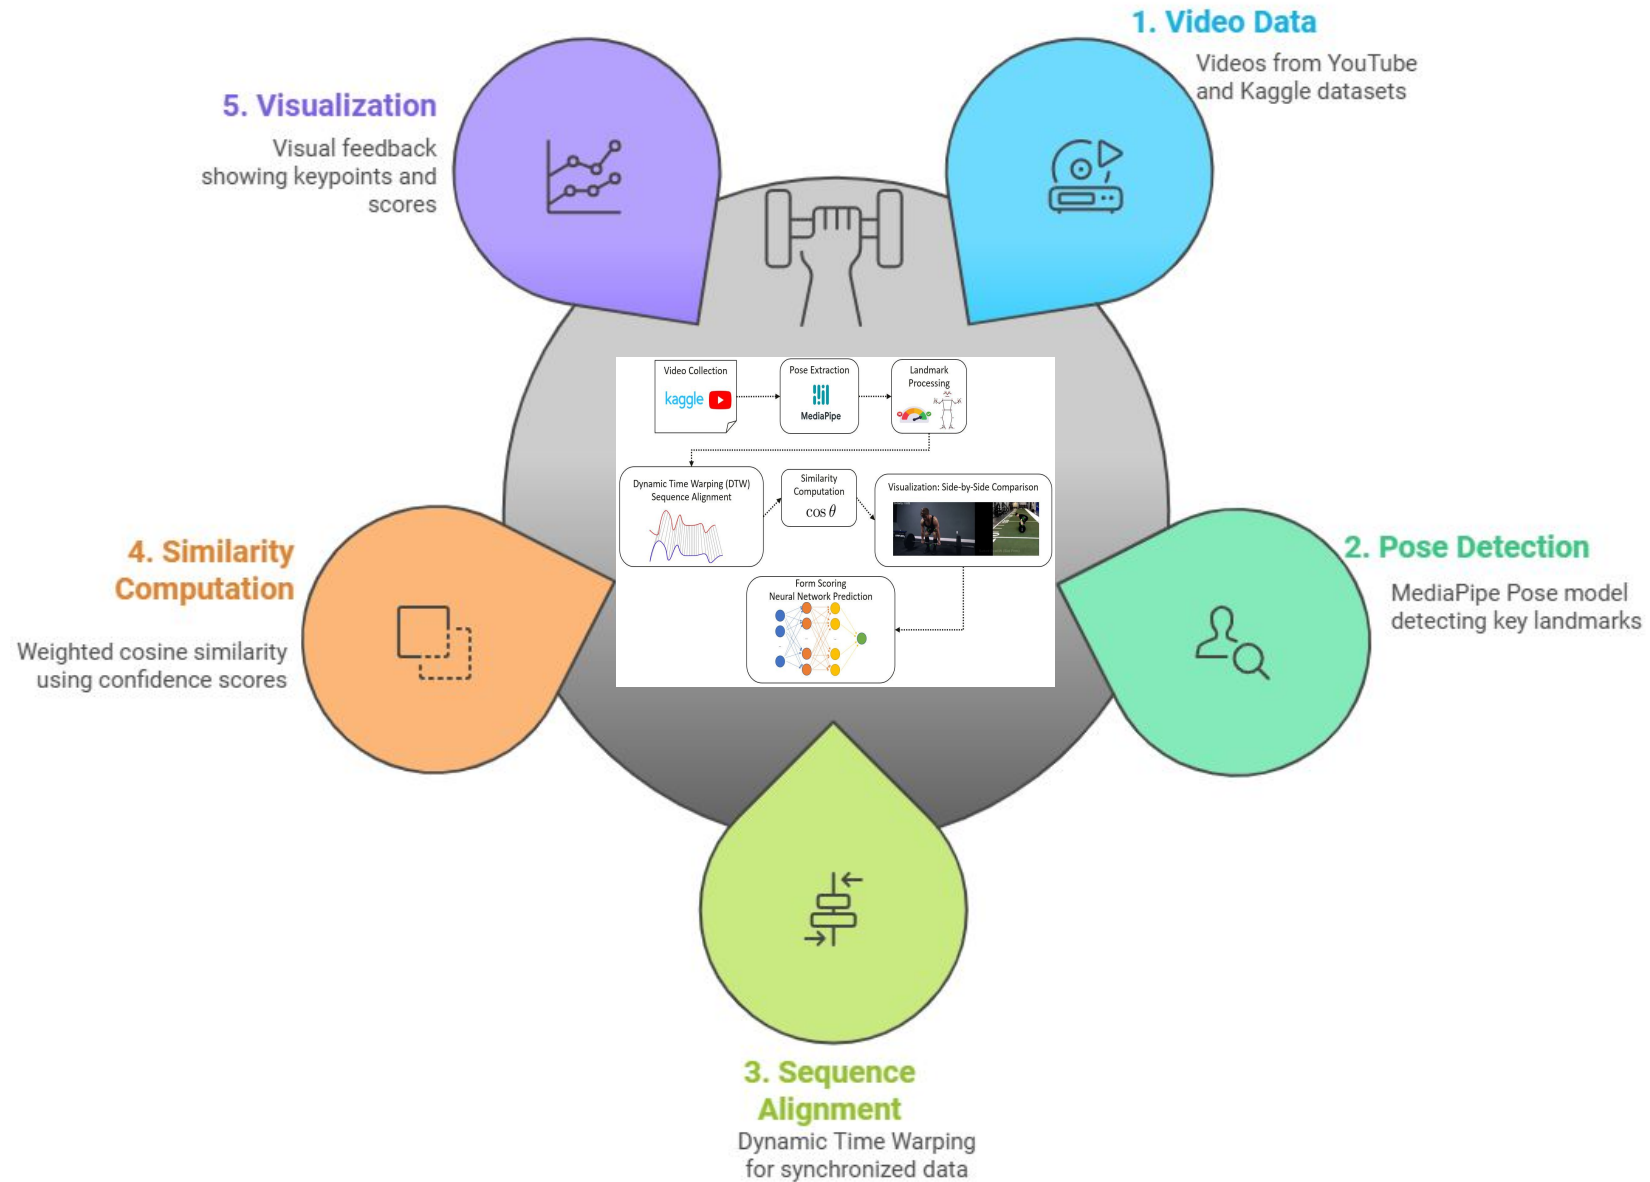 1. Video Data
Videos from YouTube
and Kaggle datasets
5. Visualization
Visual feedback
showing keypoints and
scores
Video Collection
kaggle
Pose Extraction
MediaPipe
Landmark
Processing
Dynamic Time Warping (DTW)
Sequence Alignment
Similarity
Computation
cos θ
Visualization: Side-by-Side Comparison
Form Scoring
Neural Network Prediction
2. Pose Detection
MediaPipe Pose model
detecting key landmarks
4. Similarity
Computation
Weighted cosine similarity
using confidence scores
3. Sequence
Alignment
Dynamic Time Warping
for synchronized data